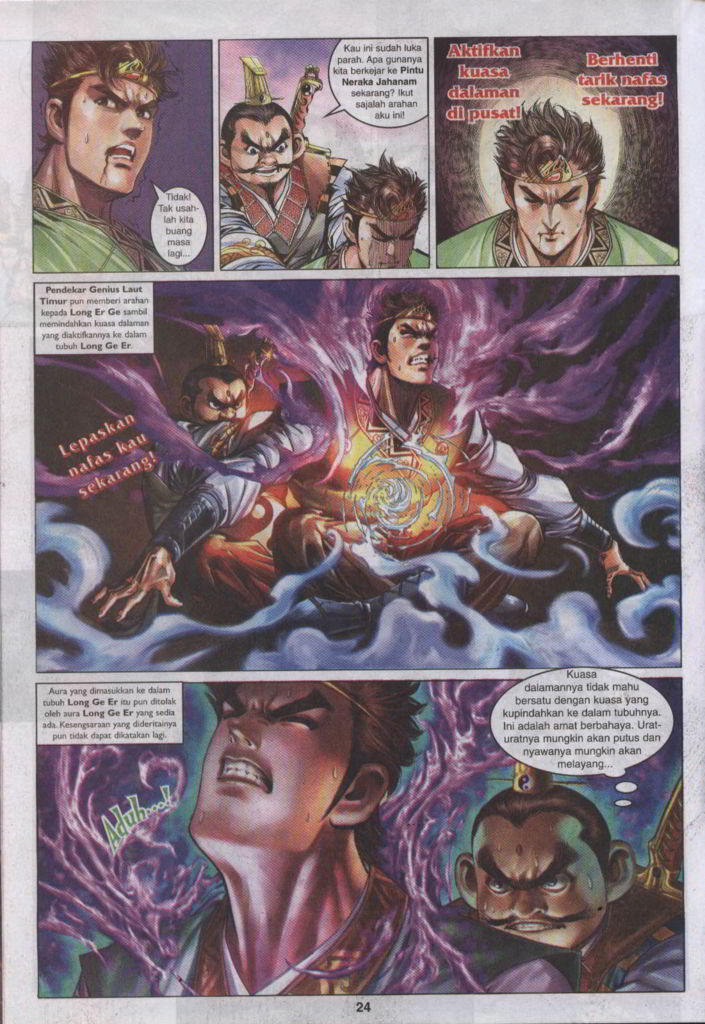 Tidak!
Tak usah-
lah kita
buang
masa
lagi...
Kau ini sudah luka
parah. Apa gunanya
kita berkejar ke Pintu
Neraka Jahanam
sekarang? Ikut
sajalah arahan
aku ini!
Aktifkan
kuasa
dalaman
di pusat!
Berhenti
tarik nafas
sekarang!
Pendekar Genius Laut
Timur pun memberi arahan
kepada Long Er Ge sambil
memindahkan kuasa dalaman
yang diaktifkannya ke dalam
tubuh Long Ge Er.
Lepaskan
nafas kau
sekarang!
Aura yang dimasukkan ke dalam
tubuh Long Ge Er itu pun ditolak
oleh aura Long Ge Er yang sedia
ada. Kesengsaraan yang dideritainya
pun tidak dapat dikatakan lagi.
Aduh...!
Kuasa
dalamannya tidak mahu
bersatu dengan kuasa yang
kupindahkan ke dalam tubuhnya.
Ini adalah amat berbahaya. Urat-
uratnya mungkin akan putus dan
nyawanya mungkin akan
melayang...
24